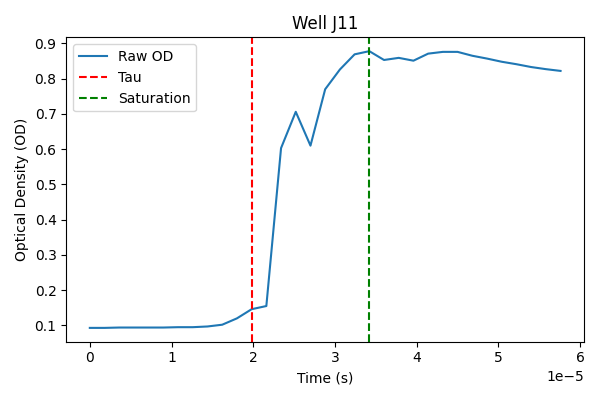 Well J11
Raw OD
Tau
Saturation
Optical Density (OD)
0.9
0.8
0.7
0.6
0.5
0.4
0.3
0.2
0.1
0 1 2 3 4 5 6
1e−5
Time (s)